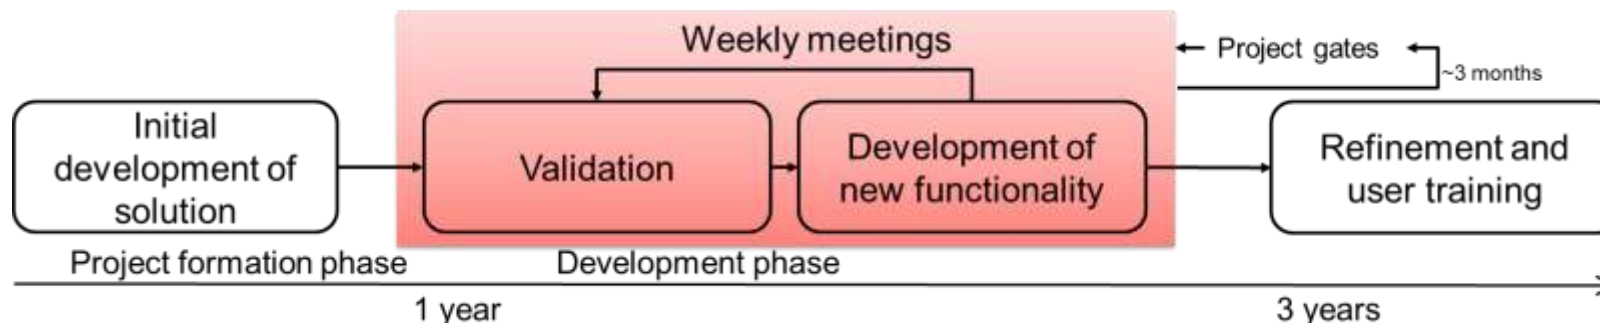 Weekly meetings
Project gates
~3 months
Initial
development of
solution
Validation
Development of
new functionality
Refinement and
user training
Project formation phase
Development phase
1 year
3 years